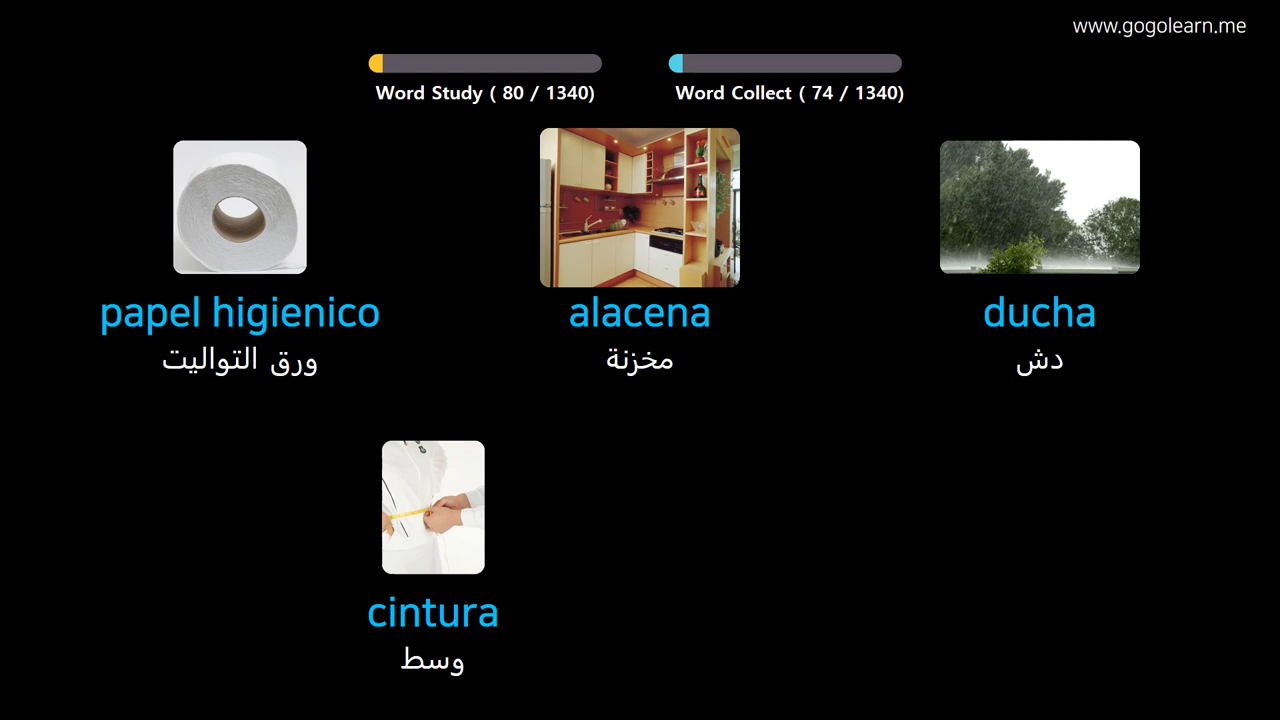 www.gogolearn.me
Word Study ( 80 / 1340)
Word Collect ( 74 / 1340)
papel higienico
ورق التواليت
alacena
مخزنة
ducha
دش
cintura
وسط